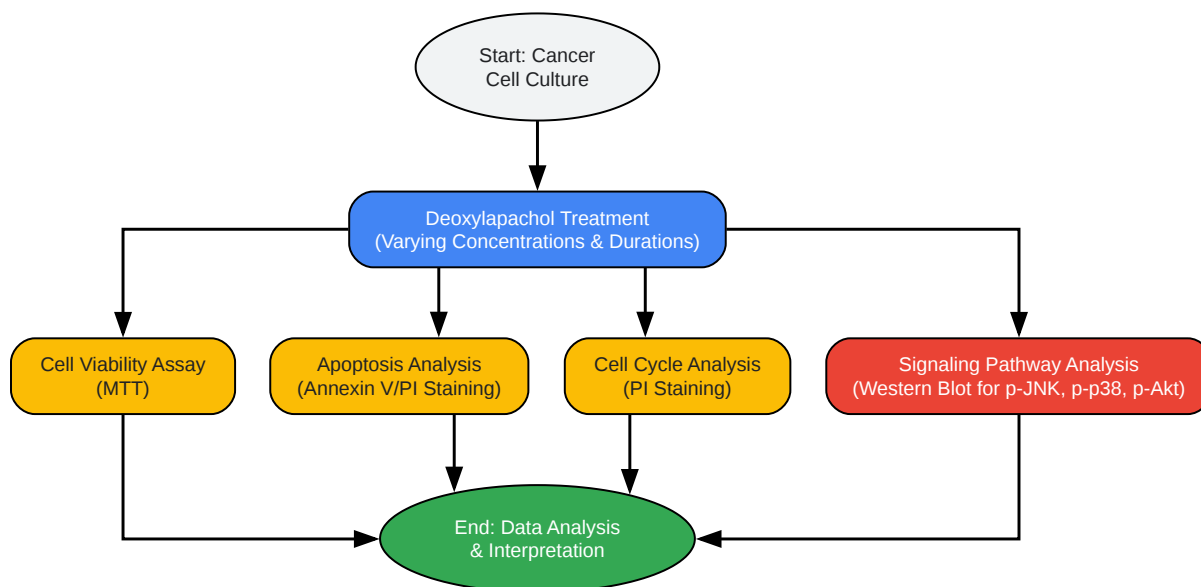 Start: Cancer
Cell Culture
Deoxylapachol Treatment
(Varying Concentrations & Durations)
Cell Viability Assay
(MTT)
Apoptosis Analysis
(Annexin V/PI Staining)
Cell Cycle Analysis
(PI Staining)
Signaling Pathway Analysis
(Western Blot for p-JNK, p-p38, p-Akt)
End: Data Analysis
& Interpretation